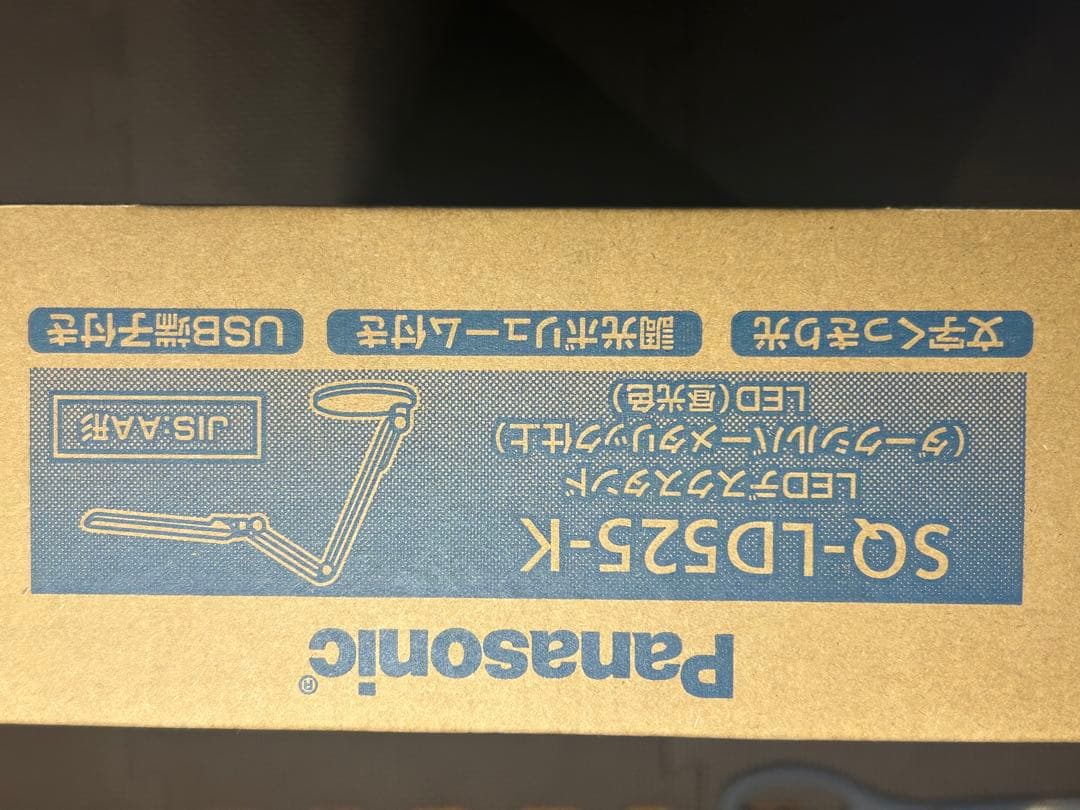 Panasonic®
SQ-LD525-K
LEDデスクスタンド
(ダークシルバーメタリック仕上)
LED(昼光色)
JIS:AA形
文字くっきり光
調光ボリューム付き
USB端子付き